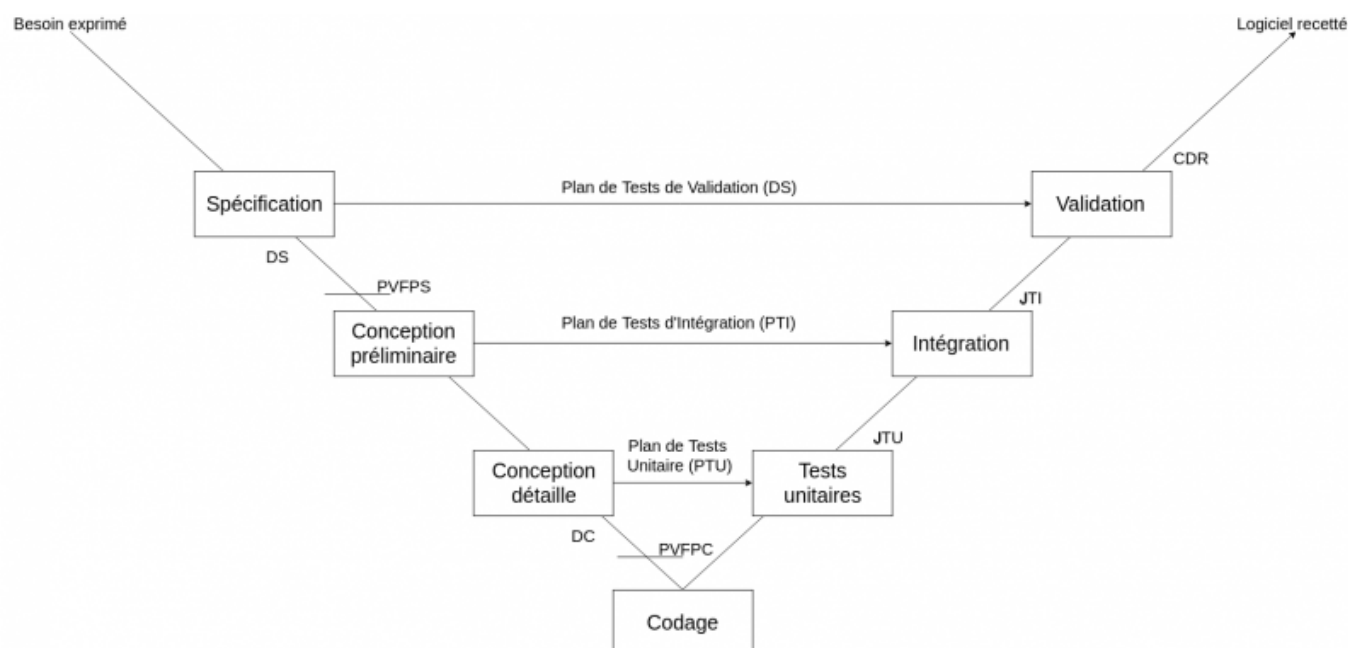 Besoin exprimé
Logiciel recetté
CDR
Plan de Tests de Validation (DS)
Spécification
Validation
DS
PVFPS
JTI
Plan de Tests d'Intégration (PTI)
Conception
préliminaire
Intégration
JTU
Plan de Tests
Unitaire (PTU)
Conception
détaille
Tests
unitaires
DC
PVFPC
Codage